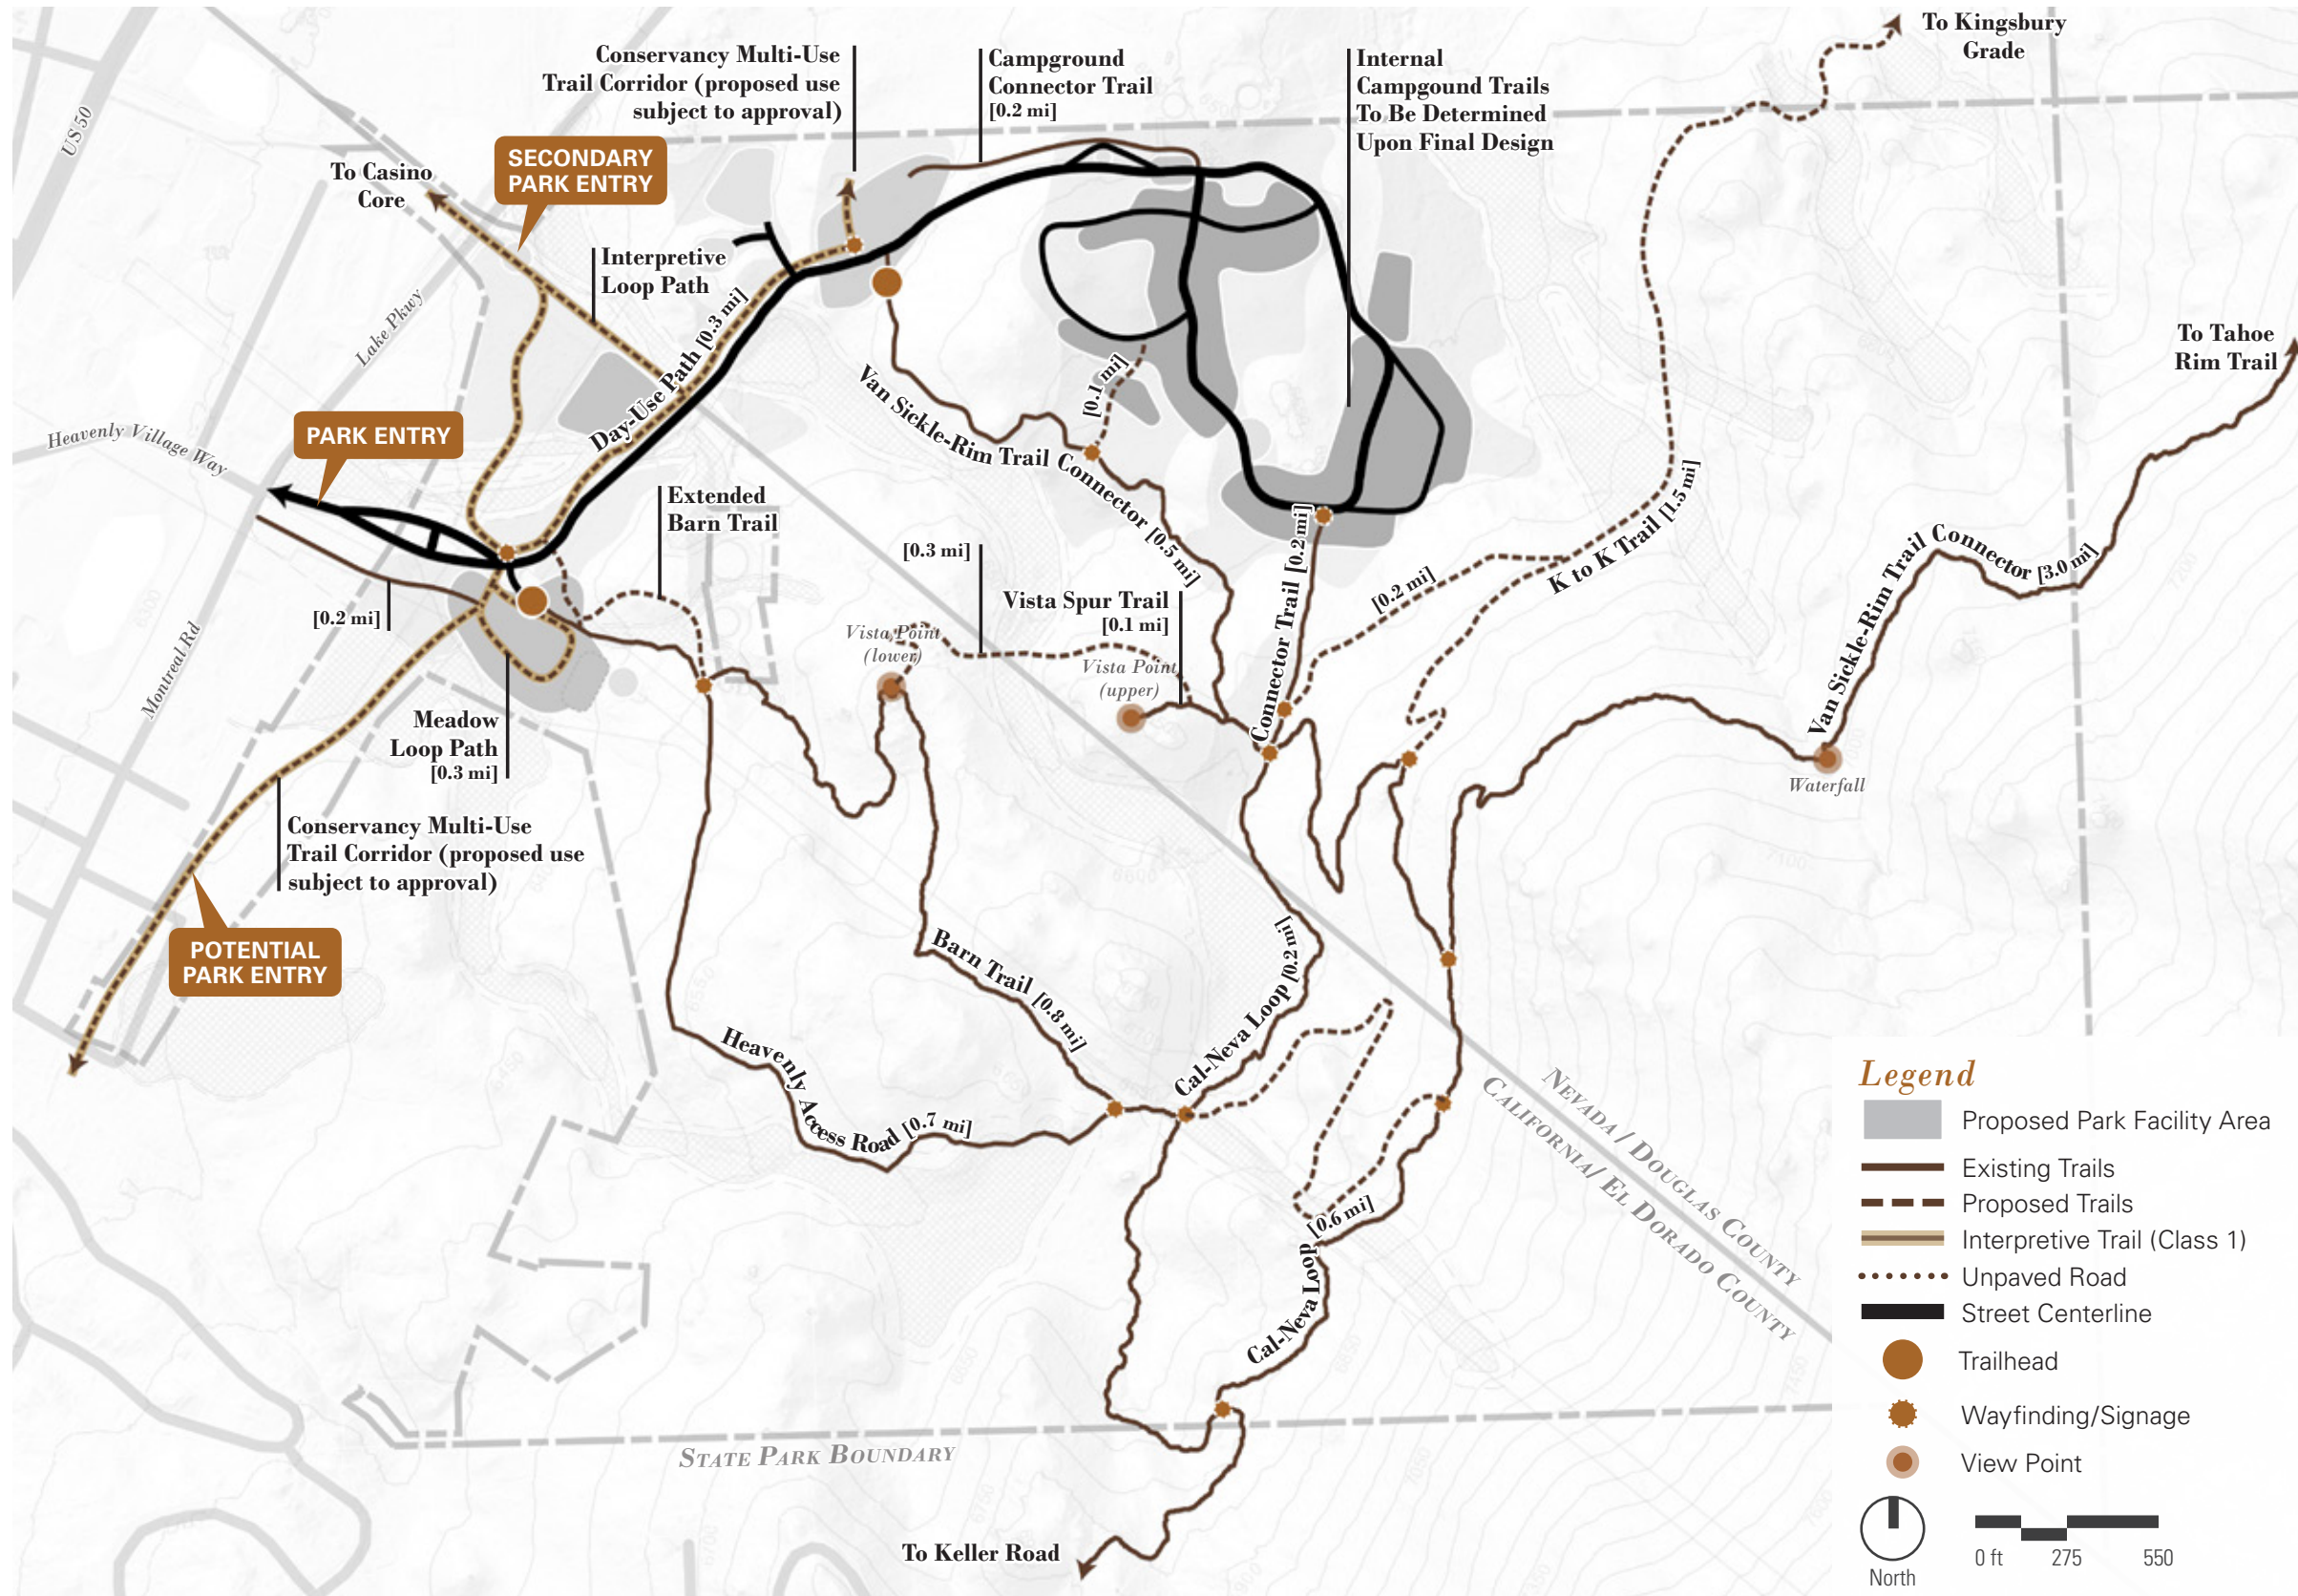 To Kingsbury
Grade
Conservancy Multi-Use
Trail Corridor (proposed use
subject to approval)
Campground
Connector Trail
[0.2 mi]
Internal
Campgound Trails
To Be Determined
Upon Final Design
US 50
SECONDARY
PARK ENTRY
To Casino
Core
Interpretive
Loop Path
Lake Pkwy
Day-Use Path [0.3 mi]
To Tahoe
Rim Trail
Heavenly Village Way
PARK ENTRY
Van Sickle-Rim Trail Connector [0.5 mi]
[0.1 mi]
Extended
Barn Trail
[0.3 mi]
Vista Spur Trail
[0.1 mi]
Connector Trail [0.2 mi]
[0.2 mi]
K to K Trail [1.5 mi]
Van Sickle-Rim Trail Connector [3.0 mi]
[0.2 mi]
Montreal Rd
Vista Point
(lower)
Vista Point
(upper)
Meadow
Loop Path
[0.3 mi]
Waterfall
Conservancy Multi-Use
Trail Corridor (proposed use
subject to approval)
POTENTIAL
PARK ENTRY
Barn Trail [0.8 mi]
Cal-Neva Loop [0.2 mi]
Heavenly Access Road [0.7 mi]
Cal-Neva Loop [0.6 mi]
NEVADA / DOUGLAS COUNTY
CALIFORNIA/ EL DORADO COUNTY
STATE PARK BOUNDARY
To Keller Road
Legend
Proposed Park Facility Area
Existing Trails
Proposed Trails
Interpretive Trail (Class 1)
Unpaved Road
Street Centerline
Trailhead
Wayfinding/Signage
View Point
North
0 ft 275 550